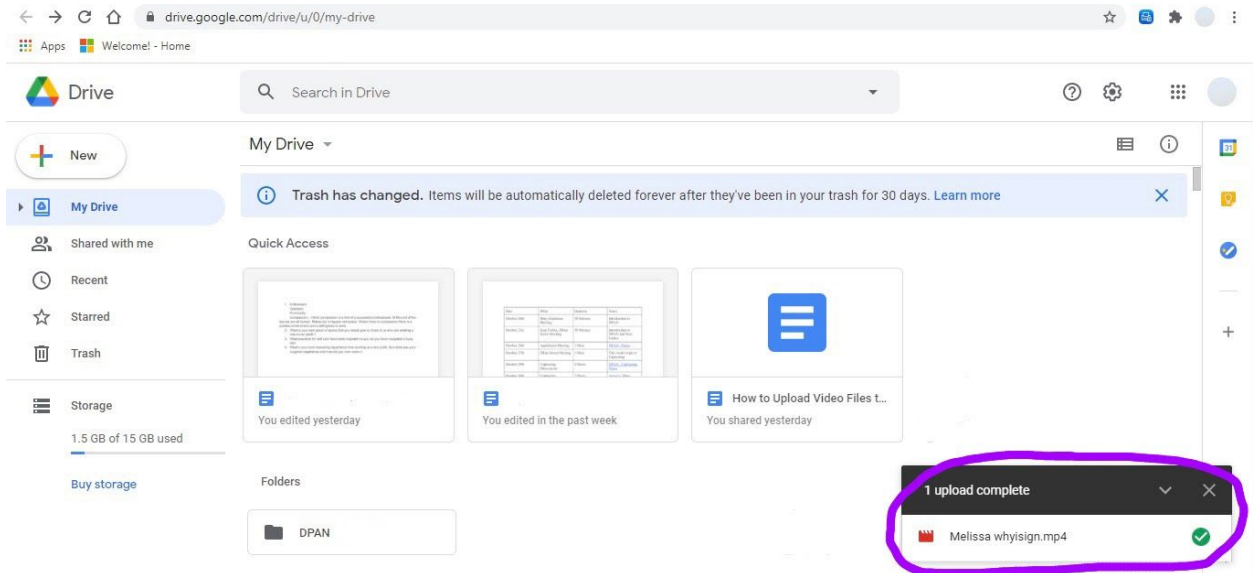 drive.google.com/drive/u/0/my-drive
Apps Welcome! - Home
Drive
Search in Drive
New
My Drive
31
Trash has changed. Items will be automatically deleted forever after they've been in your trash for 30 days. Learn more
My Drive
Shared with me
Recent
Starred
Trash
Storage
1.5 GB of 15 GB used
Buy storage
Quick Access
You edited yesterday
You edited in the past week
How to Upload Video Files t...
You shared yesterday
Folders
DPAN
1 upload complete
Melissa whyisign.mp4